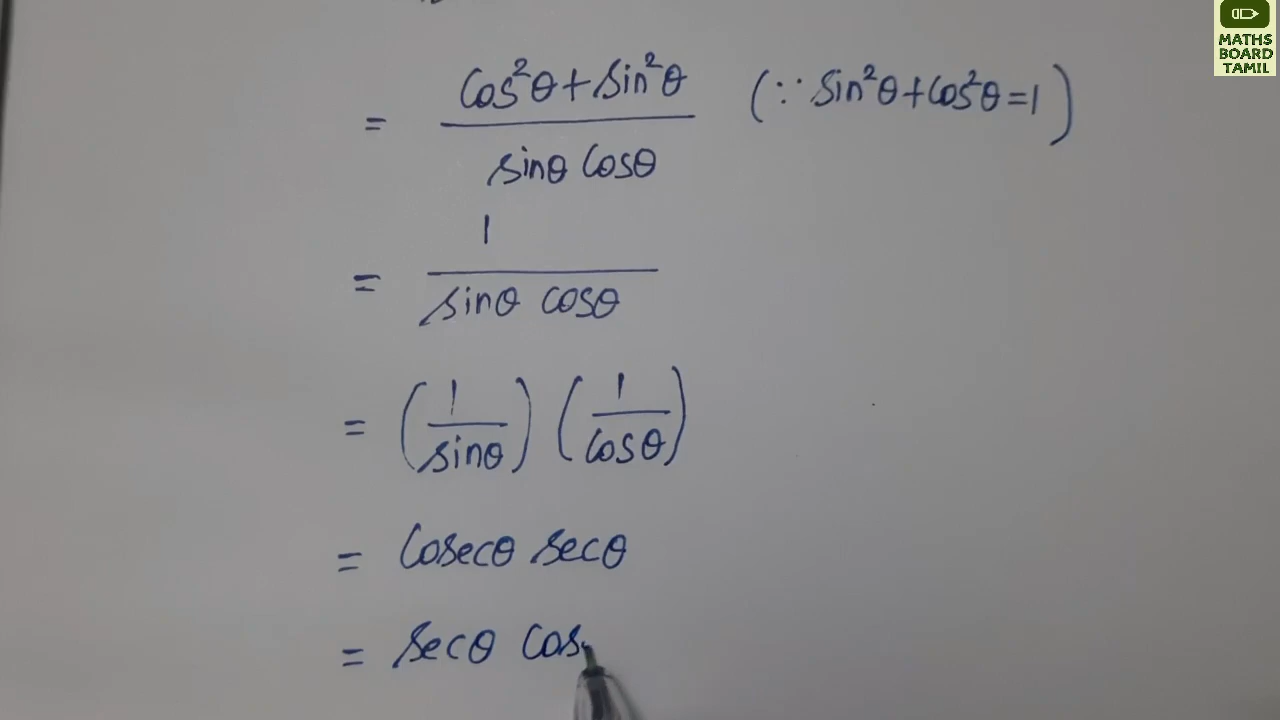 MATHS
BOARD
TAMIL
= cos²θ + sin²θ / sinθ cosθ (∵ sin²θ + cos²θ = 1)
= 1 / sinθ cosθ
= (1 / sinθ) (1 / cosθ)
= cosecθ secθ
= secθ cos